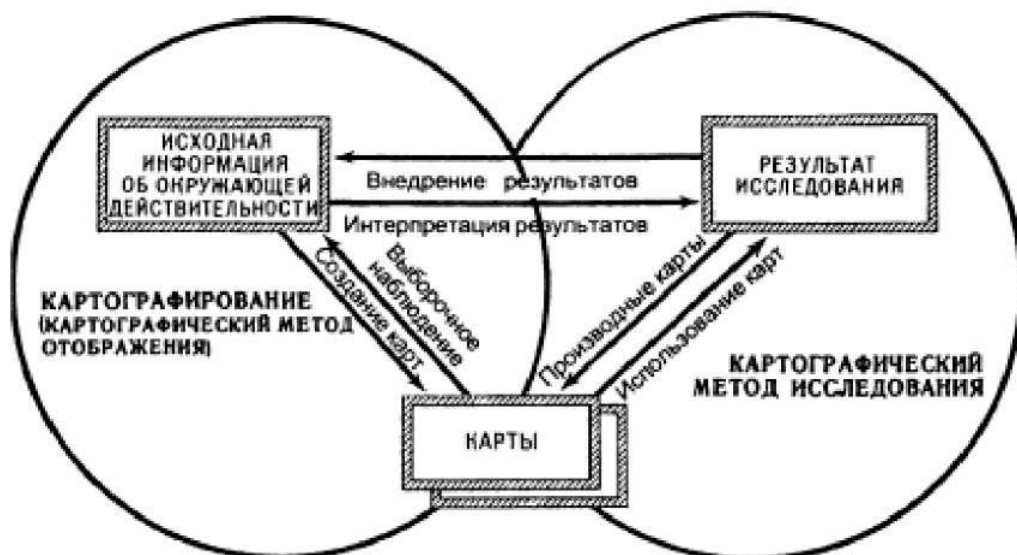 ИСХОДНАЯ
ИНФОРМАЦИЯ
ОБ ОКРУЖАЮЩЕЙ
ДЕЙСТВИТЕЛЬНОСТИ
РЕЗУЛЬТАТ
ИССЛЕДОВАНИЯ
Внедрение результатов
Интерпретация результатов
Создание карт
Выборочное
наблюдение
Производные карты
Использование карт
КАРТОГРАФИРОВАНИЕ
(КАРТОГРАФИЧЕСКИЙ МЕТОД
ОТОБРАЖЕНИЯ)
КАРТОГРАФИЧЕСКИЙ
МЕТОД ИССЛЕДОВАНИЯ
КАРТЫ